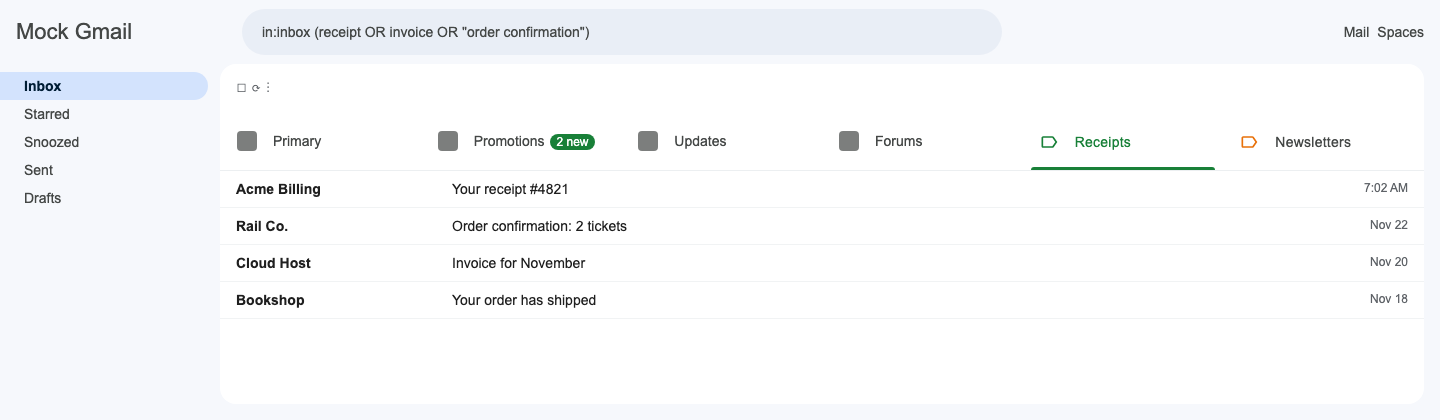 Mock Gmail
in:inbox (receipt OR invoice OR "order confirmation")
Mail Spaces
Inbox
Starred
Snoozed
Sent
Drafts
Primary
Promotions 2 new
Updates
Forums
Receipts
Newsletters
Acme Billing Your receipt #4821 7:02 AM
Rail Co. Order confirmation: 2 tickets Nov 22
Cloud Host Invoice for November Nov 20
Bookshop Your order has shipped Nov 18